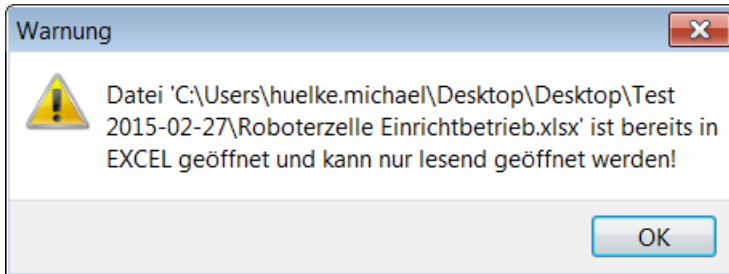 Warnung
Datei 'C:\Users\huelke.michael\Desktop\Desktop\Test
2015-02-27\Roboterzelle Einrichtbetrieb.xlsx' ist bereits in
EXCEL geöffnet und kann nur lesend geöffnet werden!
OK